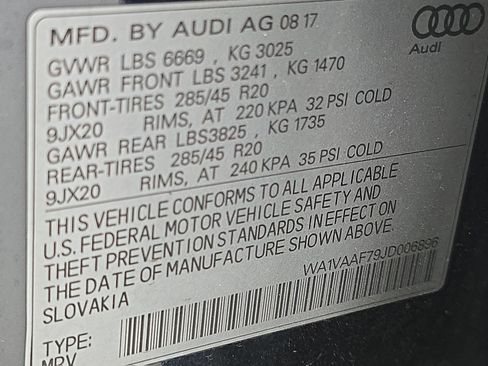 MFD. BY AUDI AG 08 17
Audi
GVWR LBS 6669 , KG 3025
GAWR FRONT LBS 3241 , KG 1470
FRONT-TIRES 285/45 R20
9JX20 RIMS, AT 220 KPA 32 PSI COLD
GAWR REAR LBS3825 , KG 1735
REAR-TIRES 285/45 R20
9JX20 RIMS, AT 240 KPA 35 PSI COLD
THIS VEHICLE CONFORMS TO ALL APPLICABLE
U.S. FEDERAL MOTOR VEHICLE SAFETY AND
THEFT PREVENTION STANDARDS IN EFFECT ON
THE DATE OF MANUFACTURE SHOWN ABOVE.
SLOVAKIA
WA1VAAF79JD006896
TYPE:
MPV